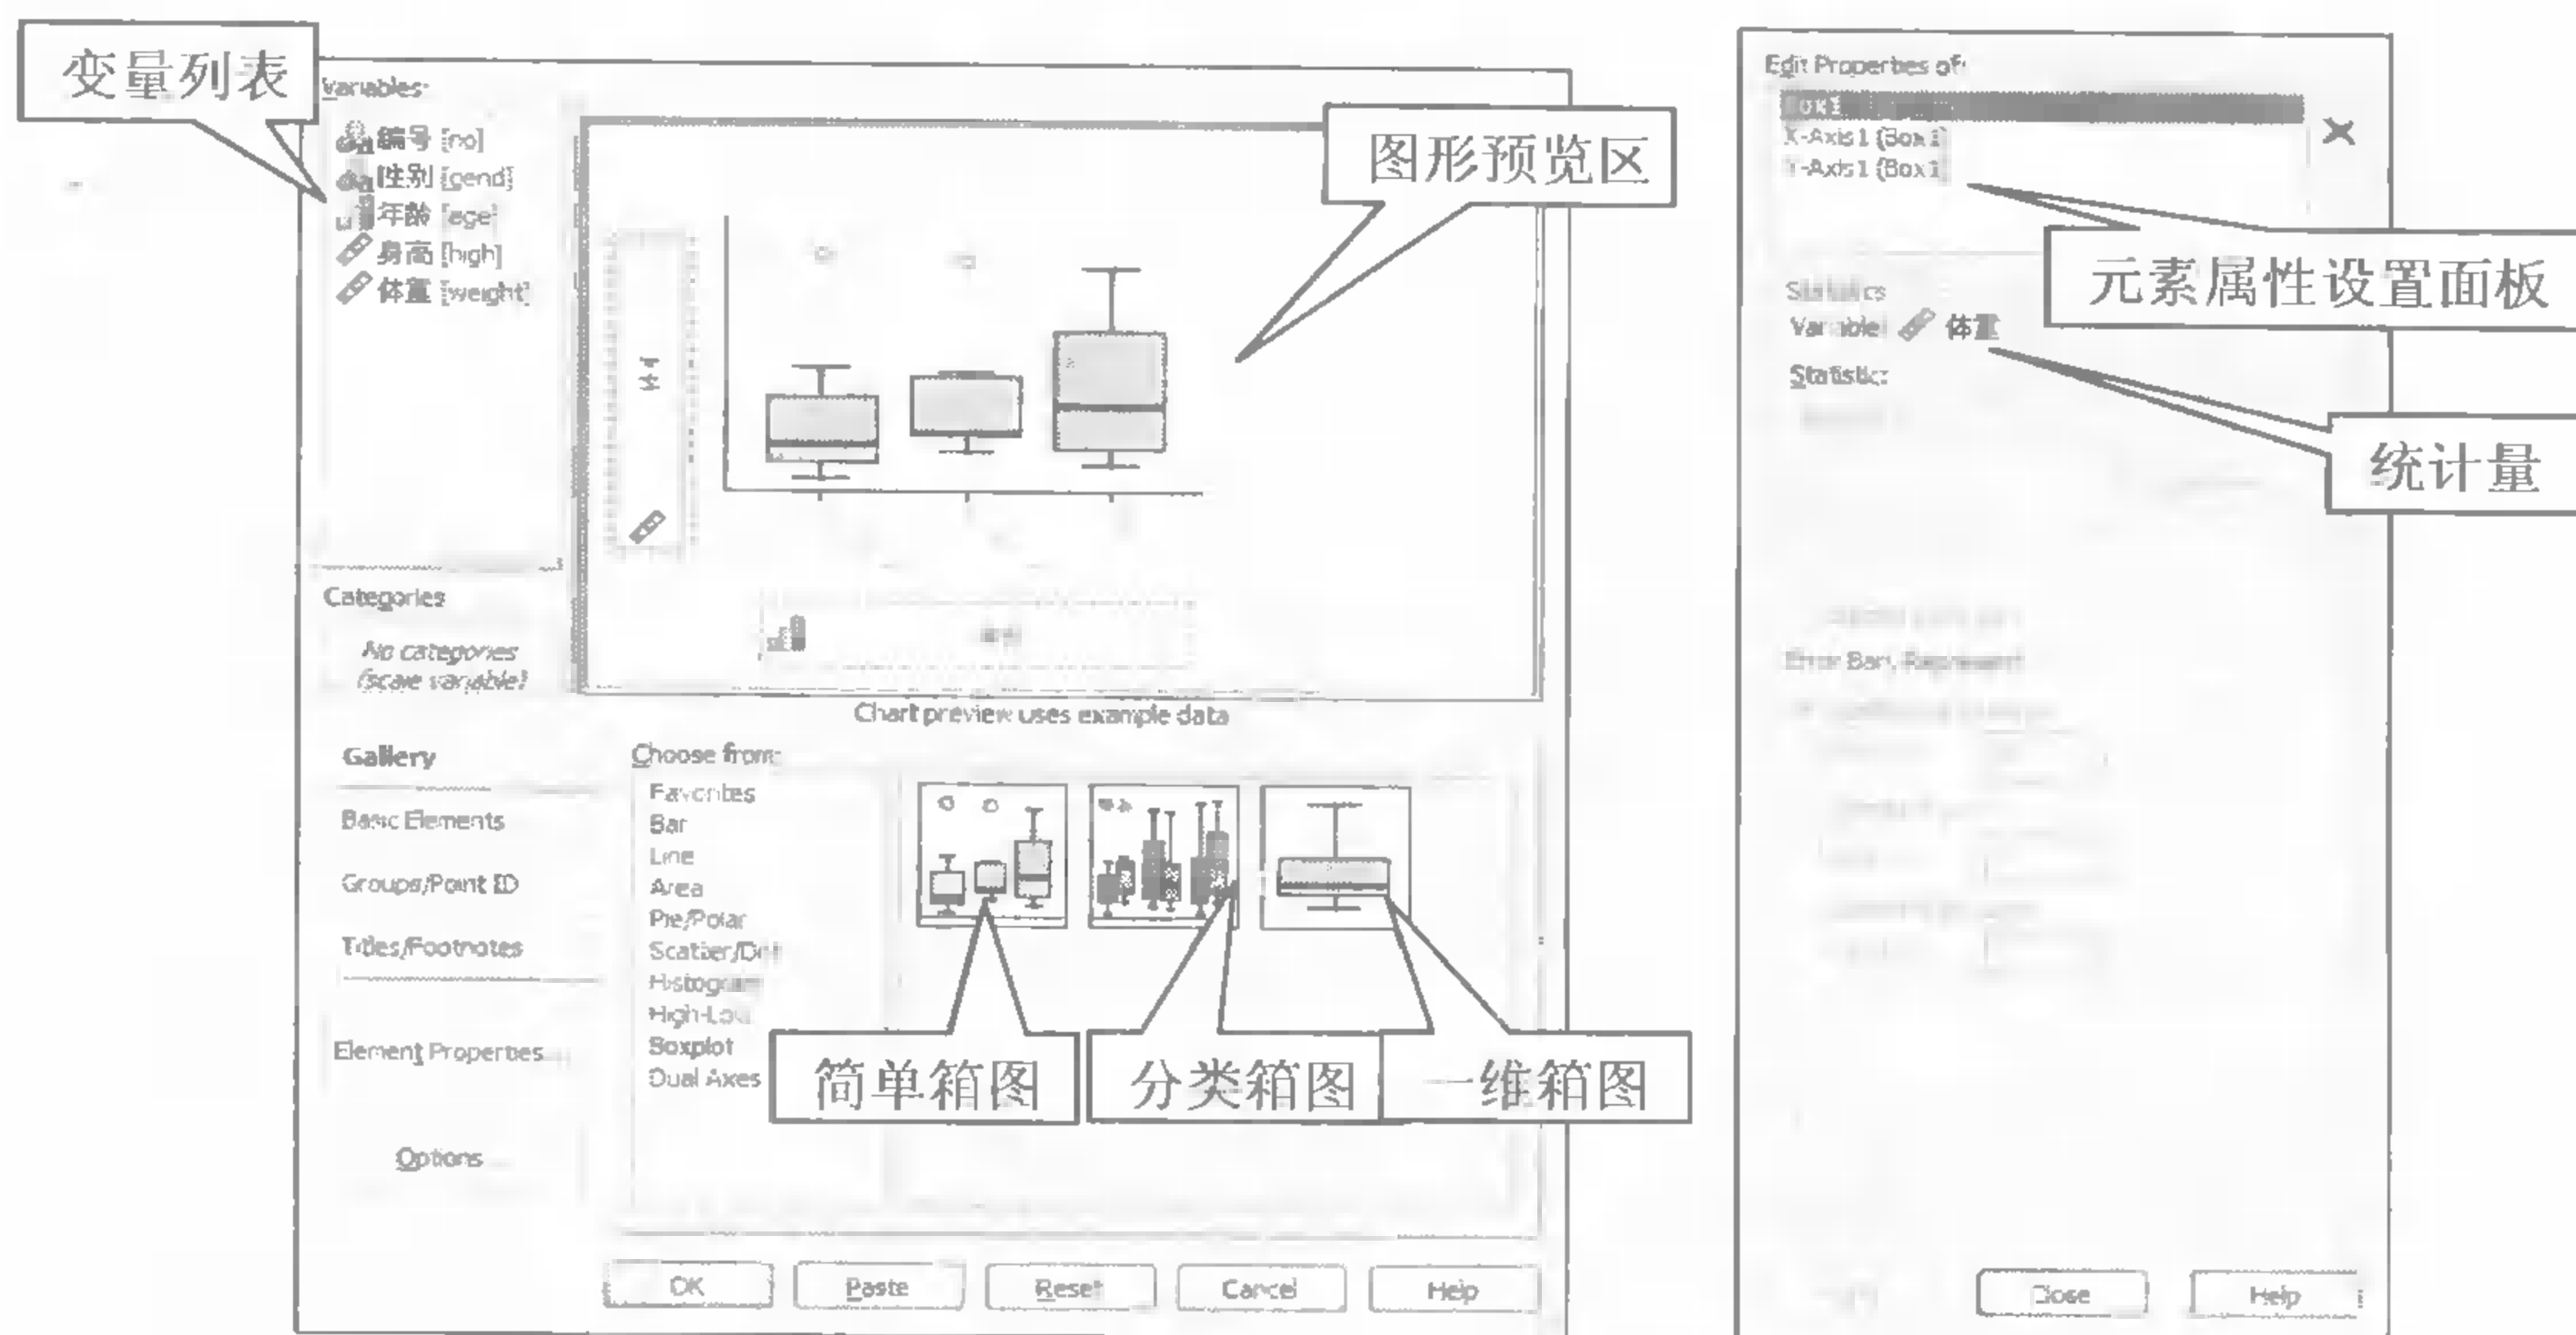 变量列表
Variables:
编号 [no]
性别 [gend]
年龄 [age]
身高 [high]
体重 [weight]
图形预览区
Categories
No categories
(scale variable)
Chart preview uses example data
Gallery
Basic Elements
Groups/Point ID
Titles/Footnotes
Element Properties...
Options
Choose from:
Favorites
Bar
Line
Area
Pie/Polar
Scatter/Dot
Histogram
High-Low
Boxplot
Dual Axes
简单箱图
分类箱图
一维箱图
OK
Paste
Reset
Cancel
Help
Edit Properties of:
Box1
X-Axis1 (Box1)
Y-Axis1 (Box1)
元素属性设置面板
Statistics
Variable: 体重
Statistic:
统计量
Error Bars Represent
Close
Help